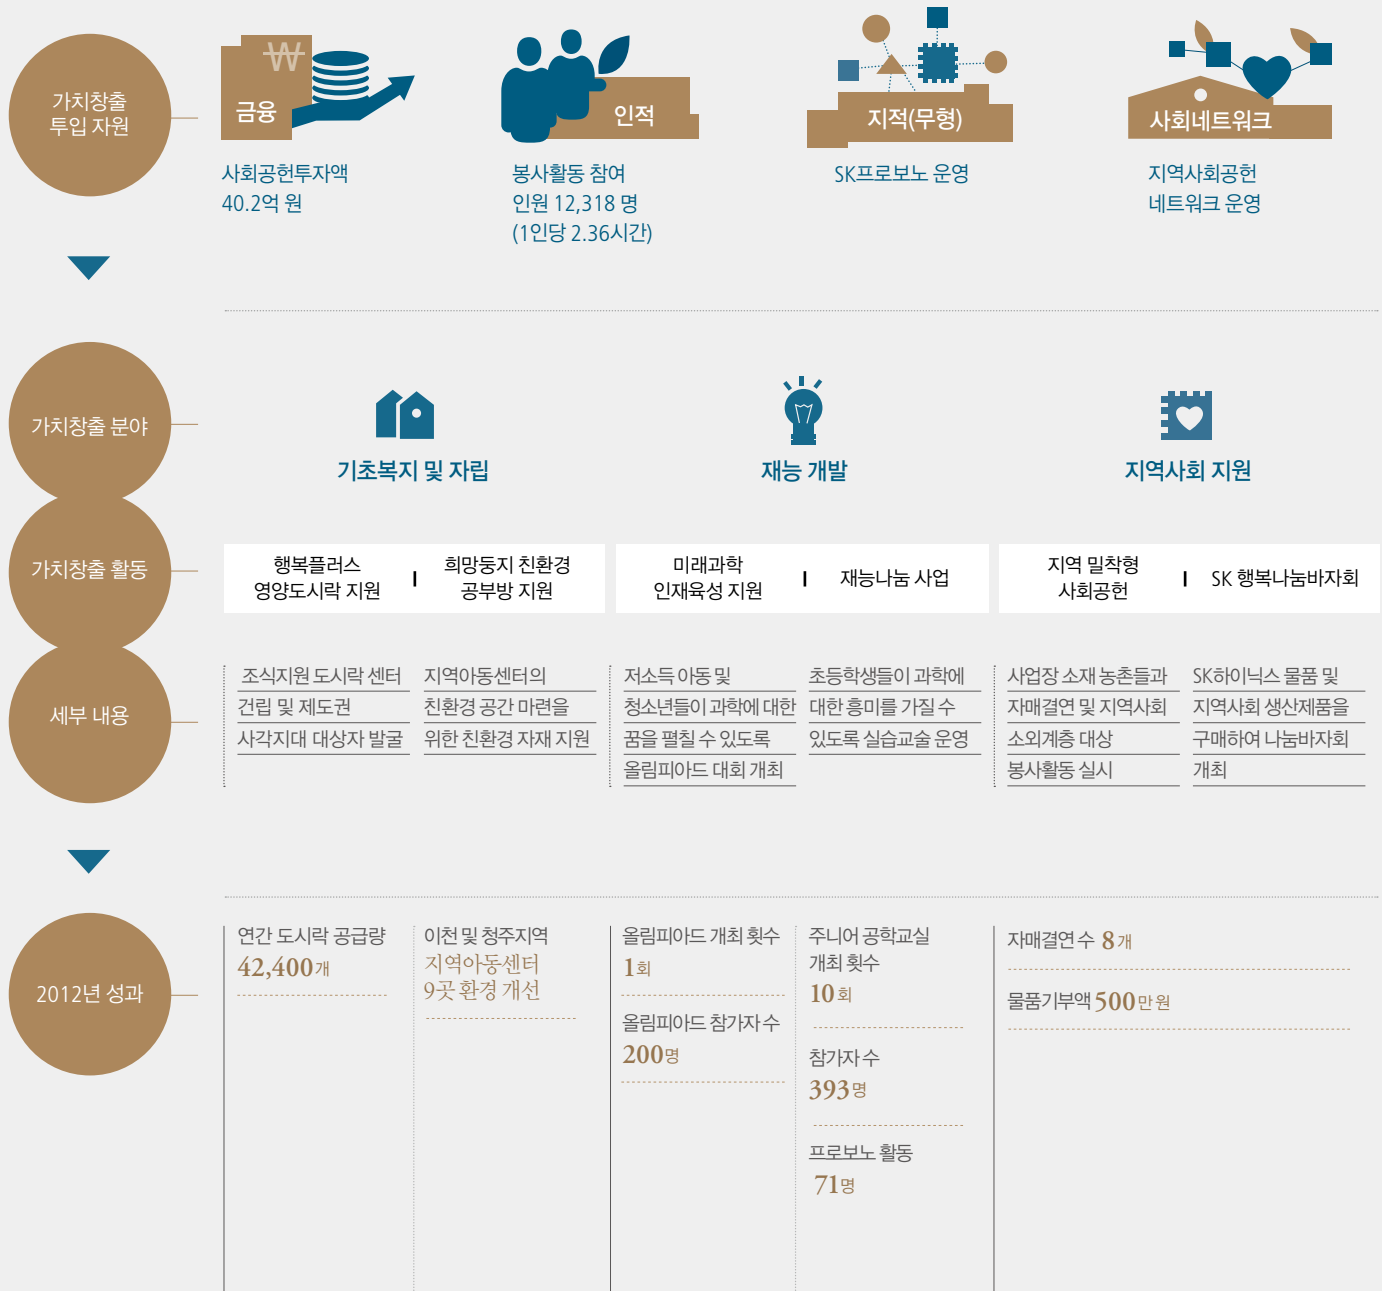 가치창출
투입 자원
₩
금융
인적
지적(무형)
사회네트워크
사회공헌투자액
40.2억 원
봉사활동 참여
인원 12,318 명
(1인당 2.36시간)
SK프로보노 운영
지역사회공헌
네트워크 운영
가치창출 분야
기초복지 및 자립
재능 개발
지역사회 지원
가치창출 활동
행복플러스
영양도시락 지원
희망둥지 친환경
공부방 지원
미래과학
인재육성 지원
재능나눔 사업
지역 밀착형
사회공헌
SK 행복나눔바자회
세부 내용
조식지원 도시락 센터
건립 및 제도권
사각지대 대상자 발굴
지역아동센터의
친환경 공간 마련을
위한 친환경 자재 지원
저소득 아동 및
청소년들이 과학에 대한
꿈을 펼칠 수 있도록
올림피아드 대회 개최
초등학생들이 과학에
대한 흥미를 가질 수
있도록 실습교술 운영
사업장 소재 농촌들과
자매결연 및 지역사회
소외계층 대상
봉사활동 실시
SK하이닉스 물품 및
지역사회 생산제품을
구매하여 나눔바자회
개최
2012년 성과
연간 도시락 공급량
42,400개
이천 및 청주지역
지역아동센터
9곳 환경 개선
올림피아드 개최 횟수
1회
올림피아드 참가자 수
200명
주니어 공학교실
개최 횟수
10회
참가자 수
393명
프로보노 활동
71명
자매결연 수 8개
물품기부액 500만 원